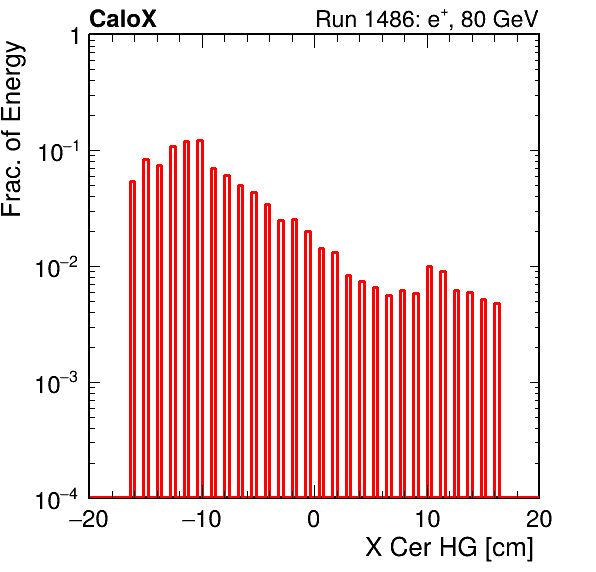 CaloX
Run 1486: e⁺, 80 GeV
Frac. of Energy
1
10⁻¹
10⁻²
10⁻³
10⁻⁴
−20
−10
0
10
20
X Cer HG [cm]